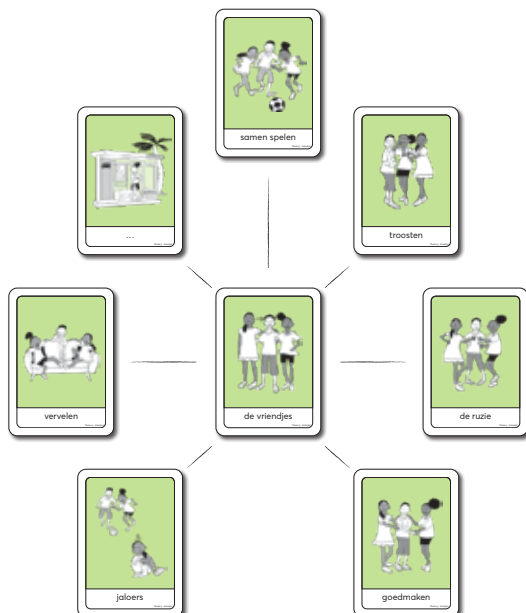 samen spelen
...
troosten
vervelen
de vriendjes
de ruzie
jaloers
goedmaken